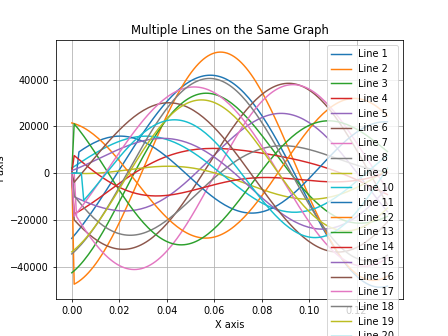 Multiple Lines on the Same Graph
40000
20000
0
−20000
−40000
0.00
0.02
0.04
0.06
0.08
0.10
X axis
Line 1
Line 2
Line 3
Line 4
Line 5
Line 6
Line 7
Line 8
Line 9
Line 10
Line 11
Line 12
Line 13
Line 14
Line 15
Line 16
Line 17
Line 18
Line 19
Line 20